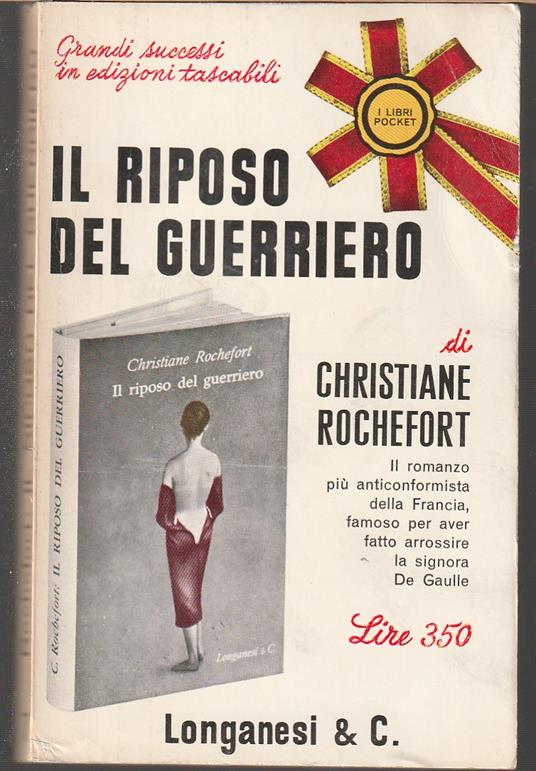 Grandi successi
in edizioni tascabili
I LIBRI
POCKET
IL RIPOSO
DEL GUERRIERO
di
CHRISTIANE
ROCHEFORT
Il romanzo
più anticonformista
della Francia,
famoso per aver
fatto arrossire
la signora
De Gaulle
Lire 350
C. Rochefort: IL RIPOSO DEL GUERRIERO
Christiane Rochefort
Il riposo del guerriero
Longanesi & C.
Longanesi & C.